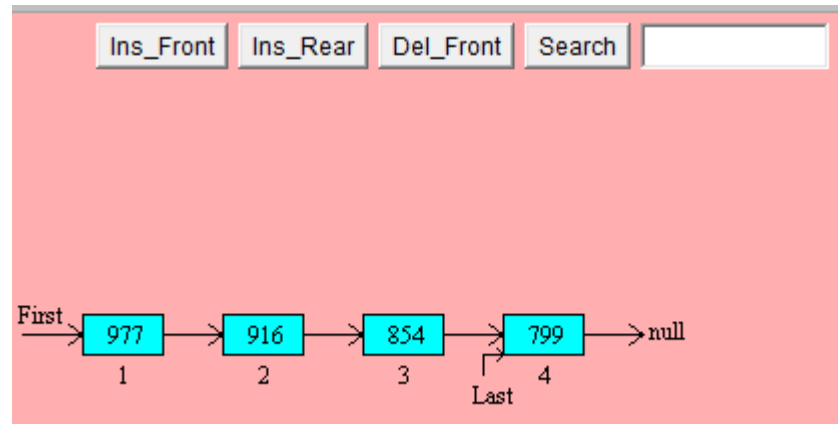 Ins_Front Ins_Rear Del_Front Search
First 977 916 854 799 null
1 2 3 4
Last